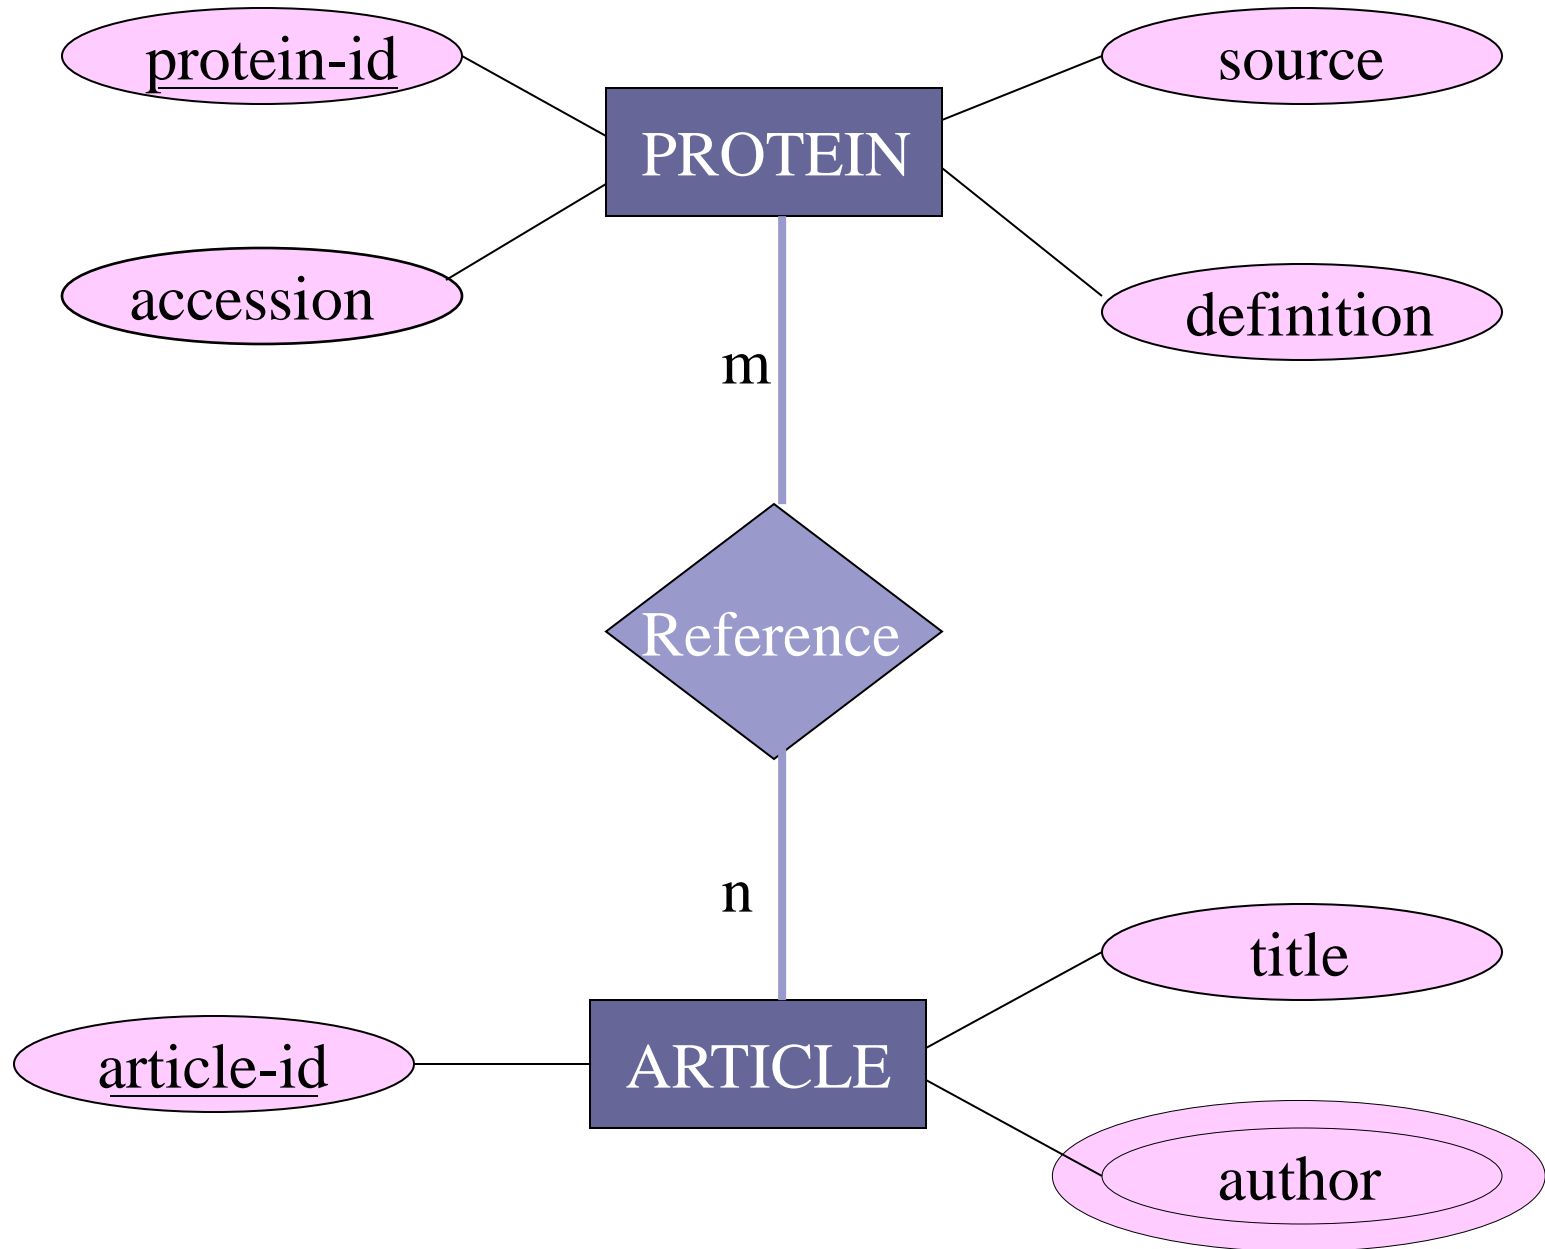 protein-id
source
PROTEIN
accession
definition
m
Reference
n
title
ARTICLE
article-id
author